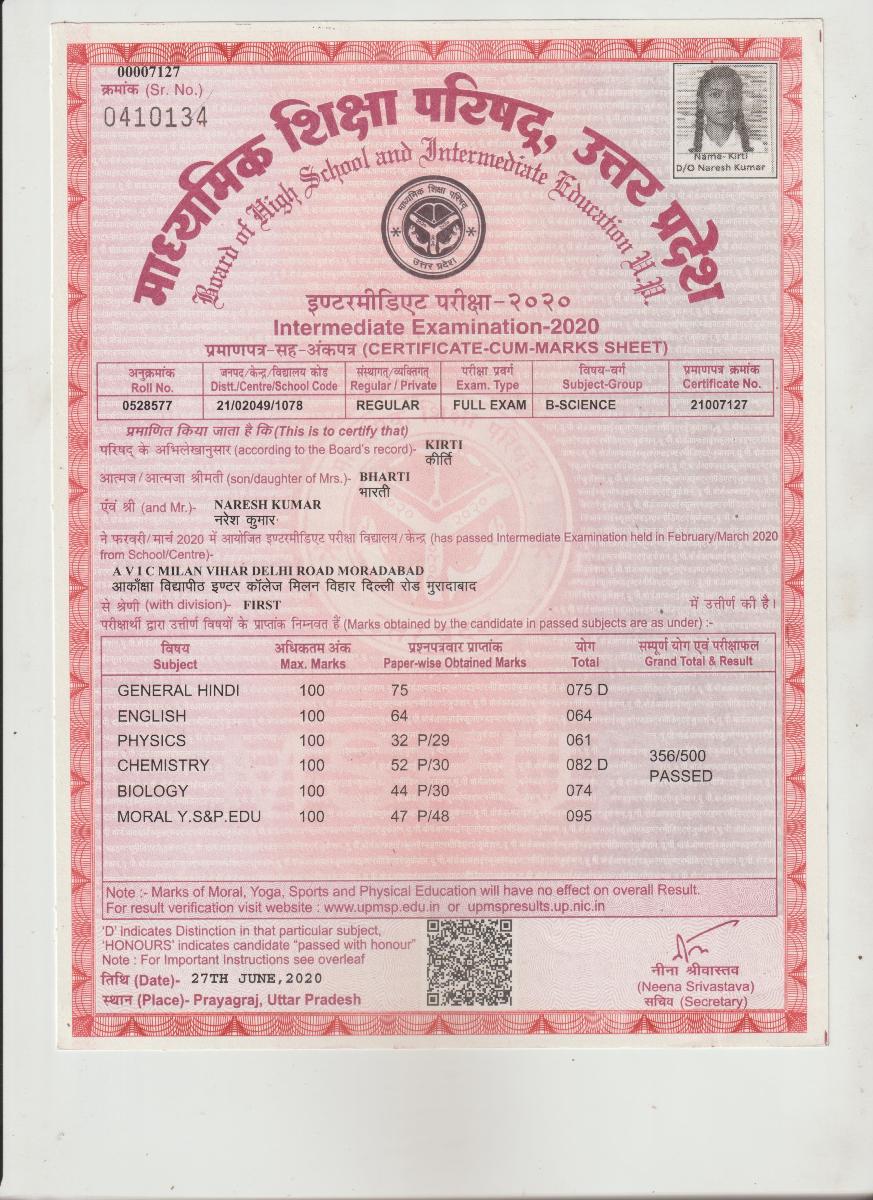 00007127
क्रमांक (Sr. No.)
0410134
Name- Kirti
D/O Naresh Kumar
माध्यमिक शिक्षा परिषद्, उत्तर प्रदेश
Board of High School and Intermediate Education U.P.
माध्यमिक शिक्षा परिषद्
उत्तर प्रदेश
इण्टरमीडिएट परीक्षा-२०२०
Intermediate Examination-2020
प्रमाणपत्र-सह-अंकपत्र (CERTIFICATE-CUM-MARKS SHEET)
अनुक्रमांक जनपद/केन्द्र/विद्यालय कोड संस्थागत्/व्यक्तिगत् परीक्षा प्रवर्ग विषय-वर्ग प्रमाणपत्र क्रमांक
Roll No. Distt./Centre/School Code Regular / Private Exam. Type Subject-Group Certificate No.
0528577 21/02049/1078 REGULAR FULL EXAM B-SCIENCE 21007127
प्रमाणित किया जाता है कि (This is to certify that)
परिषद् के अभिलेखानुसार (according to the Board's record)- KIRTI
कीर्ति
आत्मज/आत्मजा श्रीमती (son/daughter of Mrs.)- BHARTI
भारती
एंवं श्री (and Mr.)- NARESH KUMAR
नरेश कुमार
ने फरवरी/मार्च 2020 में आयोजित इण्टरमीडिएट परीक्षा विद्यालय/केन्द्र (has passed Intermediate Examination held in February/March 2020
from School/Centre)-
A V I C MILAN VIHAR DELHI ROAD MORADABAD
आकाँक्षा विद्यापीठ इण्टर कॉलेज मिलन विहार दिल्ली रोड मुरादाबाद
से श्रेणी (with division)- FIRST में उत्तीर्ण की है।
परीक्षार्थी द्वारा उत्तीर्ण विषयों के प्राप्तांक निम्नवत हैं (Marks obtained by the candidate in passed subjects are as under) :-
विषय अधिकतम अंक प्रश्नपत्रवार प्राप्तांक योग सम्पूर्ण योग एवं परीक्षाफल
Subject Max. Marks Paper-wise Obtained Marks Total Grand Total & Result
GENERAL HINDI 100 75 075 D
ENGLISH 100 64 064
PHYSICS 100 32 P/29 061
356/500
CHEMISTRY 100 52 P/30 082 D
PASSED
BIOLOGY 100 44 P/30 074
MORAL Y.S&P.EDU 100 47 P/48 095
Note :- Marks of Moral, Yoga, Sports and Physical Education will have no effect on overall Result.
For result verification visit website : www.upmsp.edu.in or upmspresults.up.nic.in
'D' indicates Distinction in that particular subject,
'HONOURS' indicates candidate "passed with honour"
Note : For Important Instructions see overleaf
तिथि (Date)- 27TH JUNE,2020
स्थान (Place)- Prayagraj, Uttar Pradesh
नीना श्रीवास्तव
(Neena Srivastava)
सचिव (Secretary)